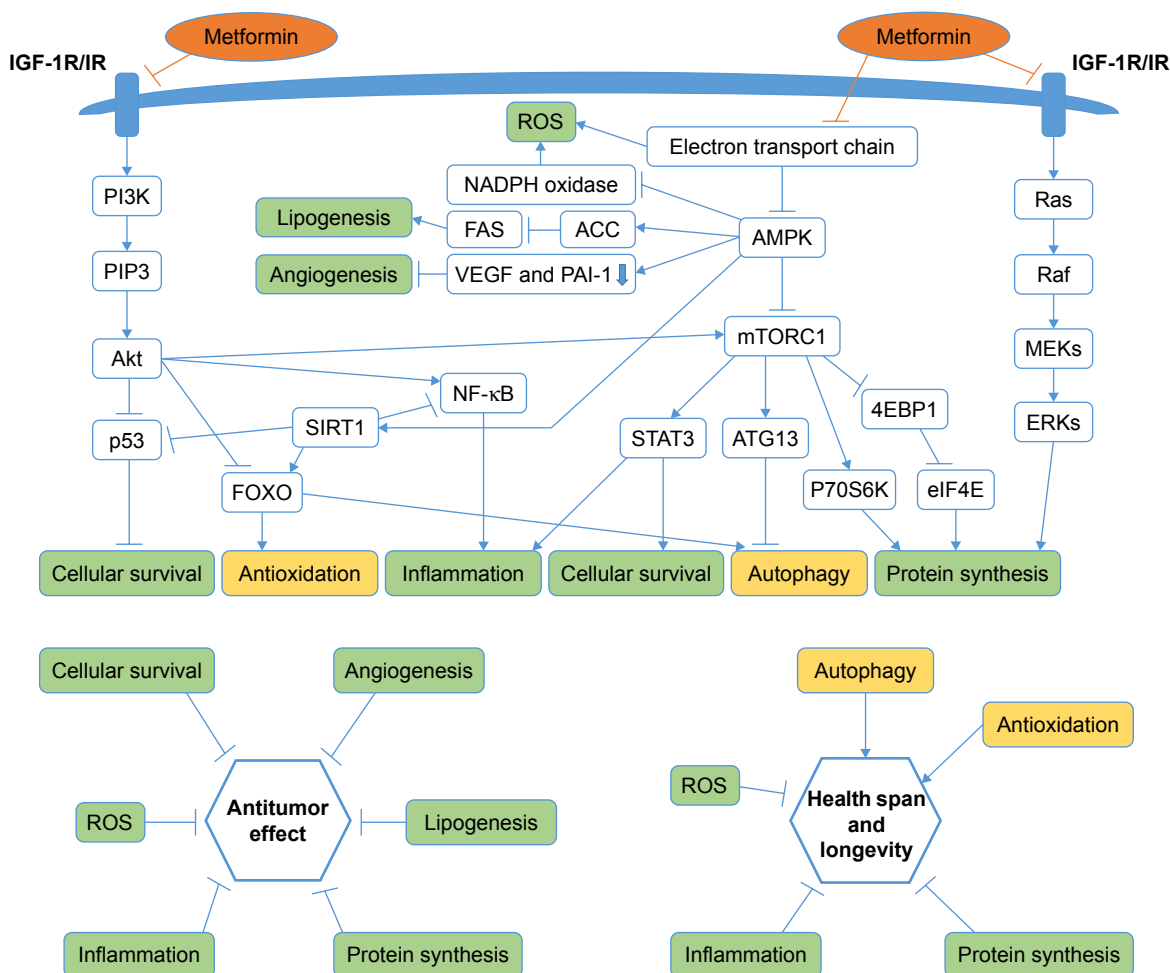 Metformin
Metformin
IGF-1R/IR
IGF-1R/IR
ROS
Electron transport chain
NADPH oxidase
PI3K
Ras
Lipogenesis
FAS
ACC
AMPK
PIP3
Angiogenesis
VEGF and PAI-1
Raf
Akt
mTORC1
MEKs
NF-κB
4EBP1
p53
SIRT1
STAT3
ATG13
ERKs
FOXO
P70S6K
eIF4E
Cellular survival
Antioxidation
Inflammation
Cellular survival
Autophagy
Protein synthesis
Cellular survival
Angiogenesis
ROS
Antitumor
effect
Lipogenesis
Inflammation
Protein synthesis
Autophagy
Antioxidation
ROS
Health span
and
longevity
Inflammation
Protein synthesis